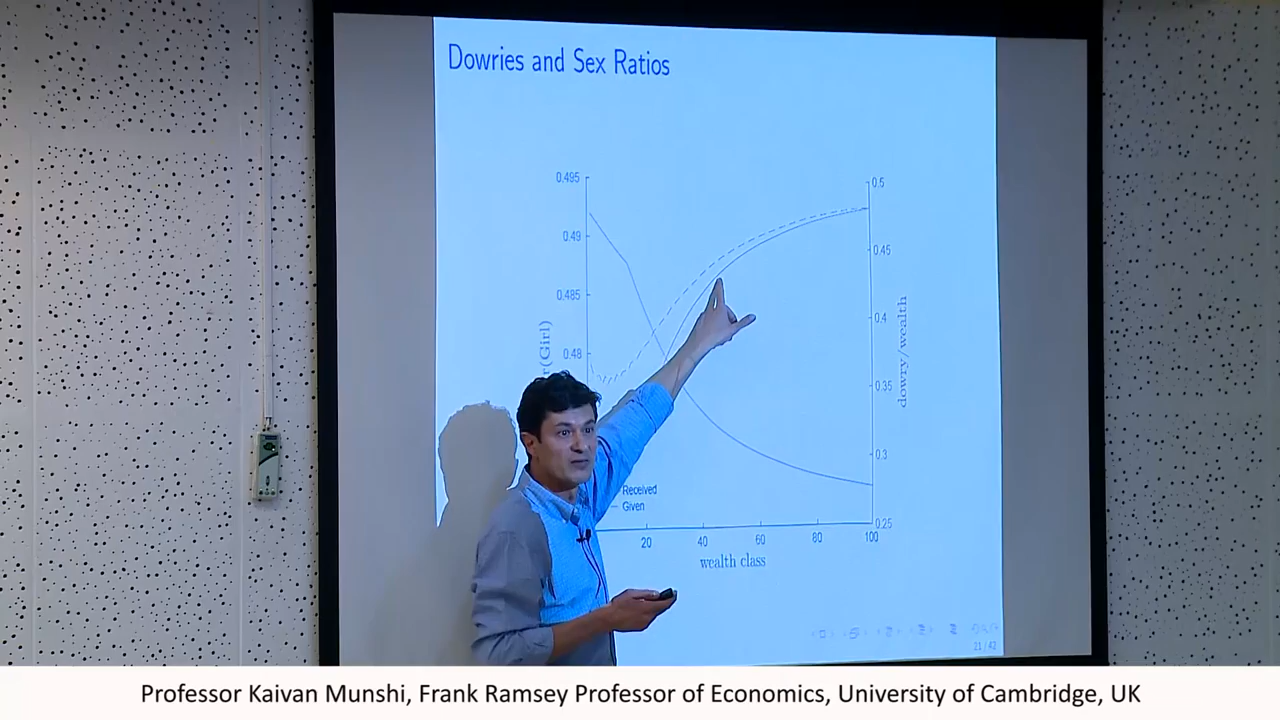 Dowries and Sex Ratios
0.495
0.5
0.49
0.45
0.485
0.4
r(Girl)
dowry/wealth
0.48
0.35
0.3
Received
Given
0.25
20
40
60
80
100
wealth class
21 / 42
Professor Kaivan Munshi, Frank Ramsey Professor of Economics, University of Cambridge, UK